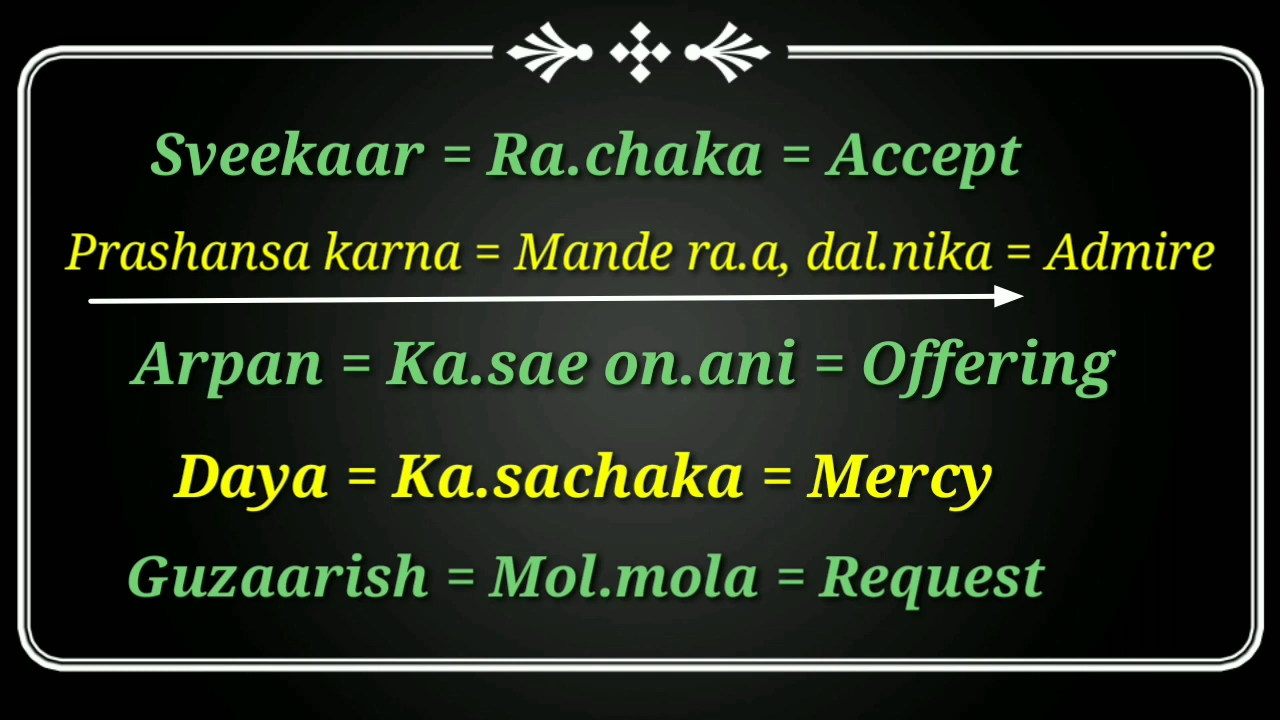 Sveekaar = Ra.chaka = Accept
Prashansa karna = Mande ra.a, dal.nika = Admire
Arpan = Ka.sae on.ani = Offering
Daya = Ka.sachaka = Mercy
Guzaarish = Mol.mola = Request